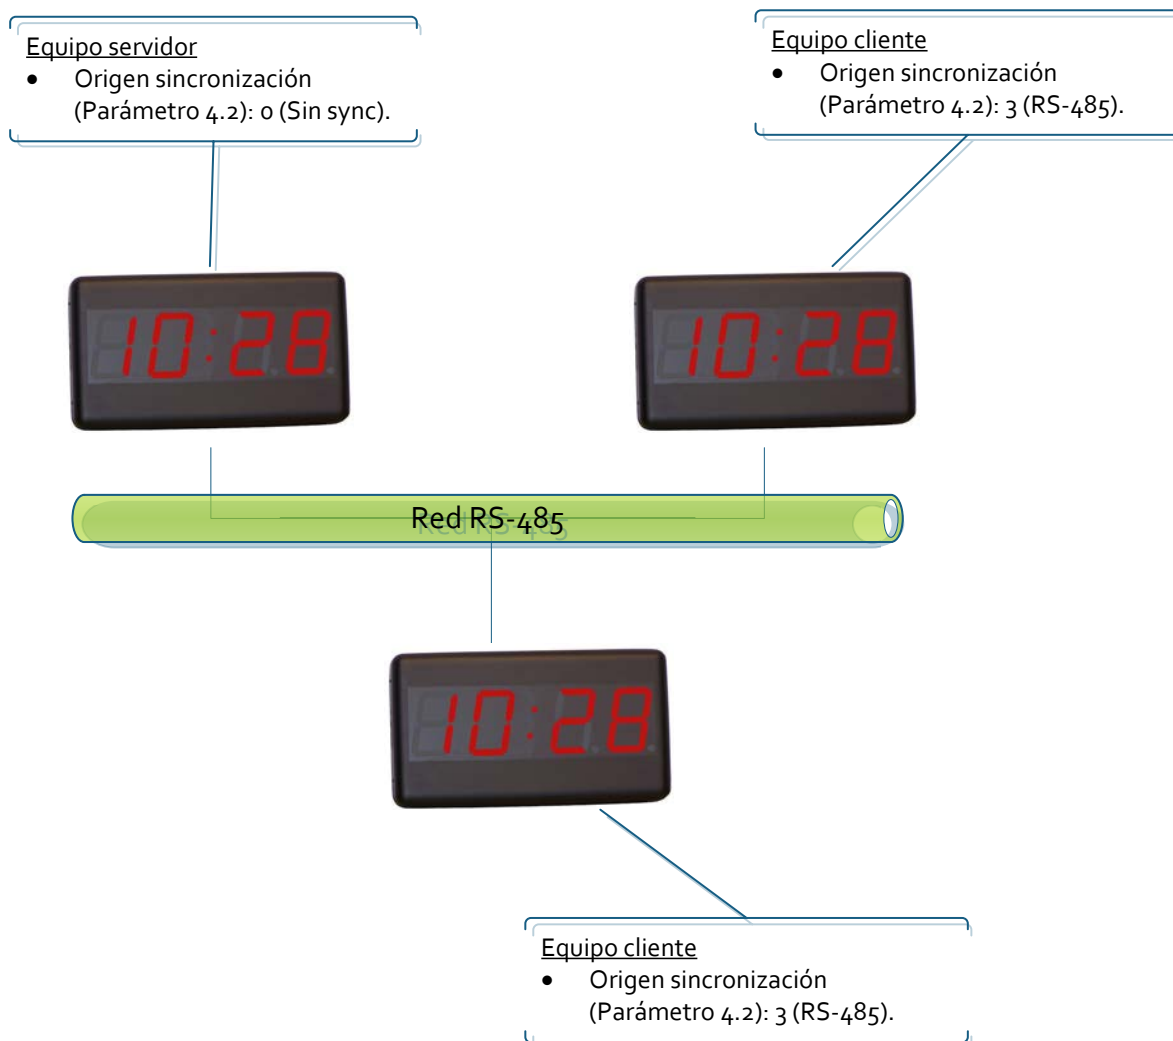 Equipo servidor
• Origen sincronización
(Parámetro 4.2): 0 (Sin sync).
Equipo cliente
• Origen sincronización
(Parámetro 4.2): 3 (RS-485).
10:28
10:28
Red RS-485
10:28
Equipo cliente
• Origen sincronización
(Parámetro 4.2): 3 (RS-485).